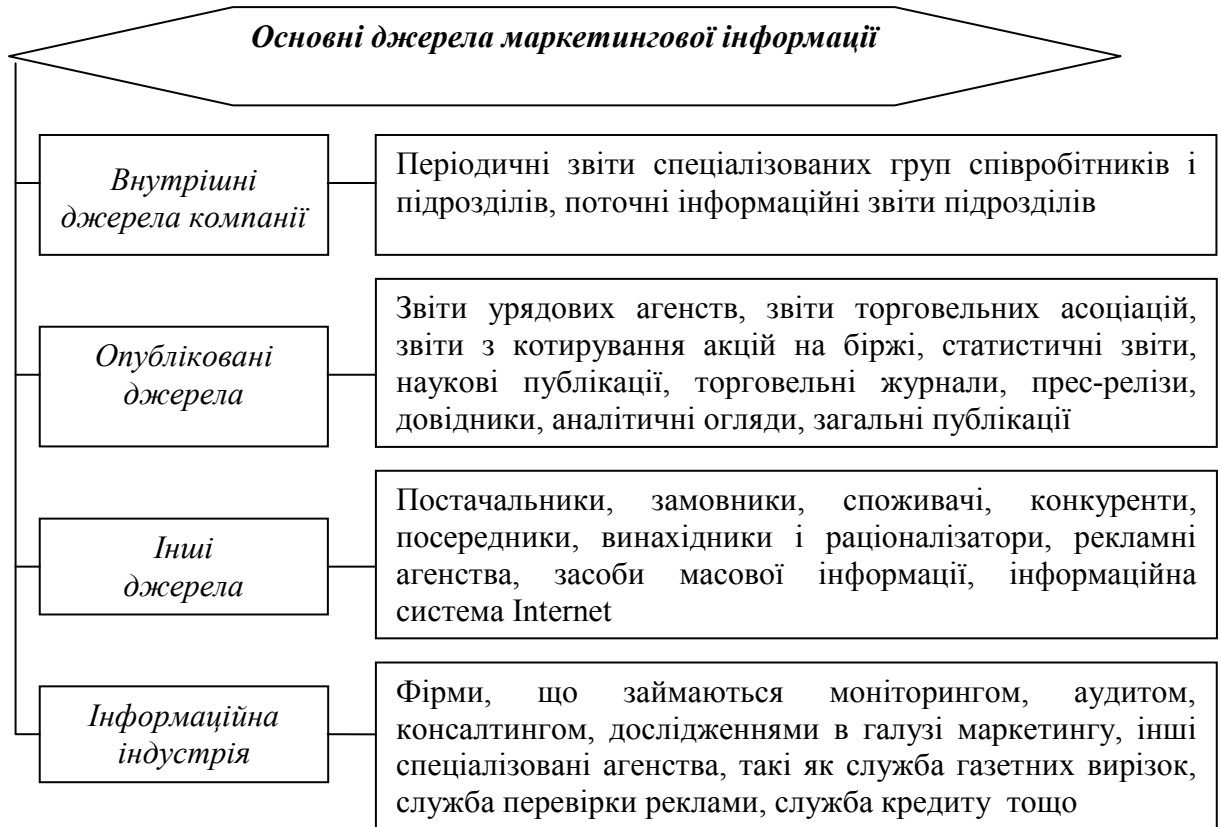 Основні джерела маркетингової інформації
Внутрішні
джерела компанії
Періодичні звіти спеціалізованих груп співробітників і
підрозділів, поточні інформаційні звіти підрозділів
Опубліковані
джерела
Звіти урядових агенств, звіти торговельних асоціацій,
звіти з котирування акцій на біржі, статистичні звіти,
наукові публікації, торговельні журнали, прес-релізи,
довідники, аналітичні огляди, загальні публікації
Інші
джерела
Постачальники, замовники, споживачі, конкуренти,
посередники, винахідники і раціоналізатори, рекламні
агенства, засоби масової інформації, інформаційна
система Internet
Інформаційна
індустрія
Фірми, що займаються моніторингом, аудитом,
консалтингом, дослідженнями в галузі маркетингу, інші
спеціалізовані агенства, такі як служба газетних вирізок,
служба перевірки реклами, служба кредиту тощо